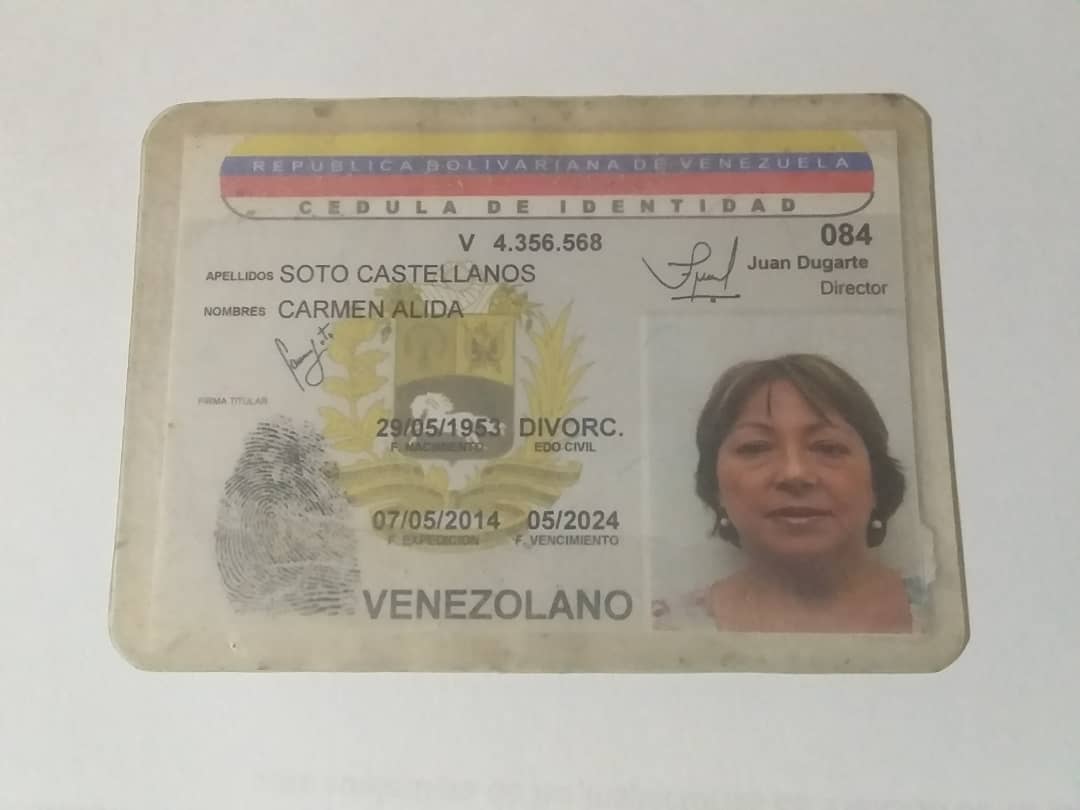 REPUBLICA BOLIVARIANA DE VENEZUELA
CEDULA DE IDENTIDAD
V 4.356.568
084
Juan Dugarte
Director
APELLIDOS SOTO CASTELLANOS
NOMBRES CARMEN ALIDA
FIRMA TITULAR
29/05/1953 DIVORC.
F. NACIMIENTO EDO CIVIL
07/05/2014 05/2024
F. EXPEDICION F. VENCIMIENTO
VENEZOLANO